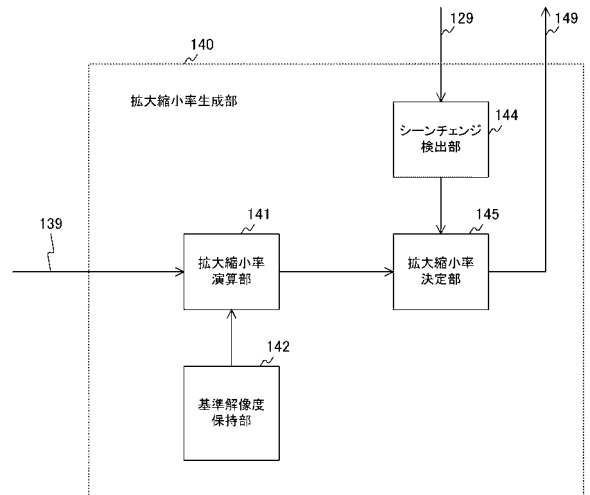 129
149
140
拡大縮小率生成部
シーンチェンジ
検出部
144
139
141
拡大縮小率
演算部
145
拡大縮小率
決定部
142
基準解像度
保持部